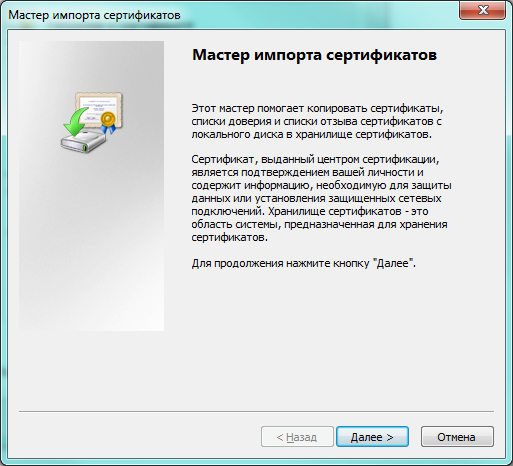 Мастер импорта сертификатов
Мастер импорта сертификатов
Этот мастер помогает копировать сертификаты,
списки доверия и списки отзыва сертификатов с
локального диска в хранилище сертификатов.
Сертификат, выданный центром сертификации,
является подтверждением вашей личности и
содержит информацию, необходимую для защиты
данных или установления защищенных сетевых
подключений. Хранилище сертификатов - это
область системы, предназначенная для хранения
сертификатов.
Для продолжения нажмите кнопку "Далее".
< Назад
Далее >
Отмена